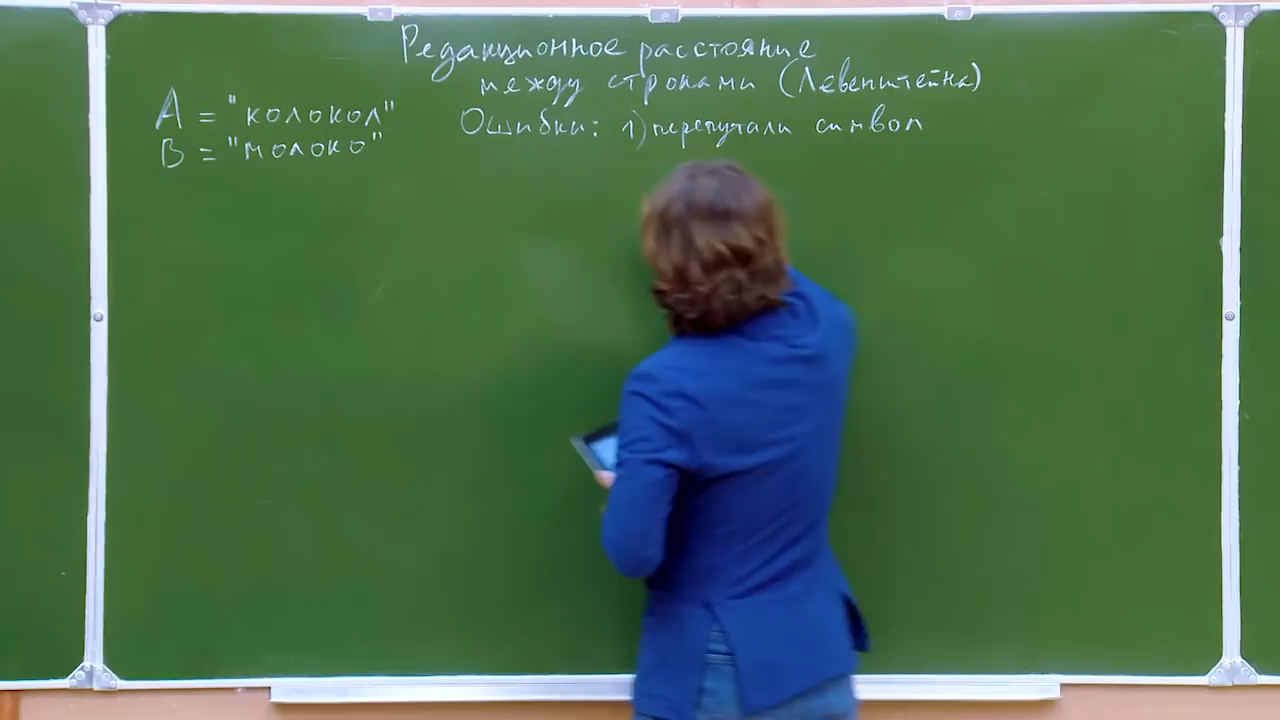 Редакционное расстояние
между строками (Левенштейна)
A = "колокол"
B = "молоко"
Ошибки: 1) перепутали символ